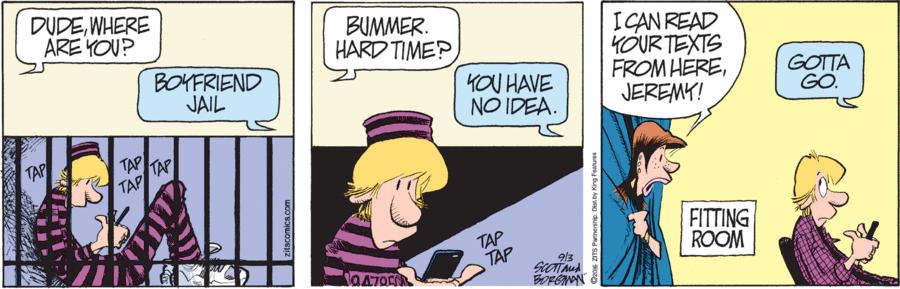 DUDE, WHERE
ARE YOU?
BOYFRIEND
JAIL
TAP
TAP
TAP
TAP
zitscomics.com
BUMMER.
HARD TIME?
YOU HAVE
NO IDEA.
TAP
TAP
9/3
SCOTT AND
BORGMAN
©2016 ZITS Partnership. Dist. by King Features
I CAN READ
YOUR TEXTS
FROM HERE,
JEREMY!
GOTTA
GO.
FITTING
ROOM